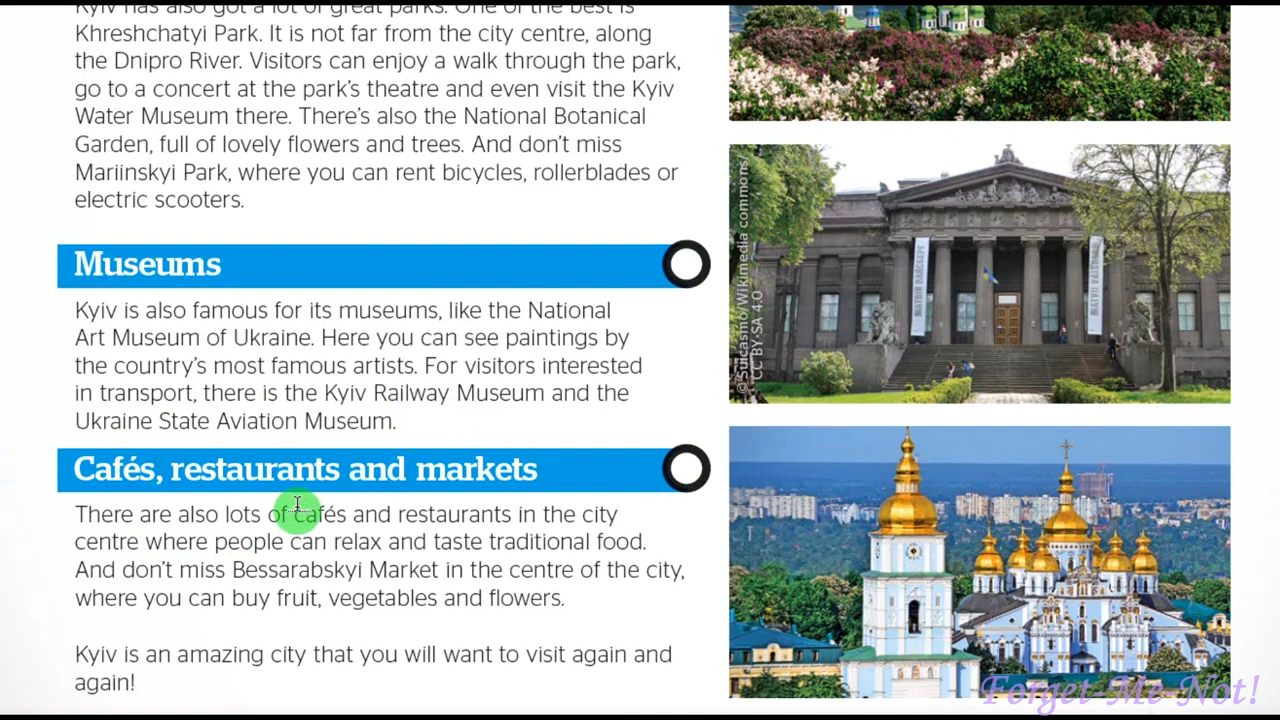 Kyiv has also got a lot of great parks. One of the best is
Khreshchatyi Park. It is not far from the city centre, along
the Dnipro River. Visitors can enjoy a walk through the park,
go to a concert at the park’s theatre and even visit the Kyiv
Water Museum there. There’s also the National Botanical
Garden, full of lovely flowers and trees. And don’t miss
Mariinskyi Park, where you can rent bicycles, rollerblades or
electric scooters.
Museums
Kyiv is also famous for its museums, like the National
Art Museum of Ukraine. Here you can see paintings by
the country’s most famous artists. For visitors interested
in transport, there is the Kyiv Railway Museum and the
Ukraine State Aviation Museum.
Cafés, restaurants and markets
There are also lots of cafés and restaurants in the city
centre where people can relax and taste traditional food.
And don’t miss Bessarabskyi Market in the centre of the city,
where you can buy fruit, vegetables and flowers.
Kyiv is an amazing city that you will want to visit again and
again!
©Suicasmo/Wikimedia commons/
CC BY-SA 4.0
Forget-Me-Not!